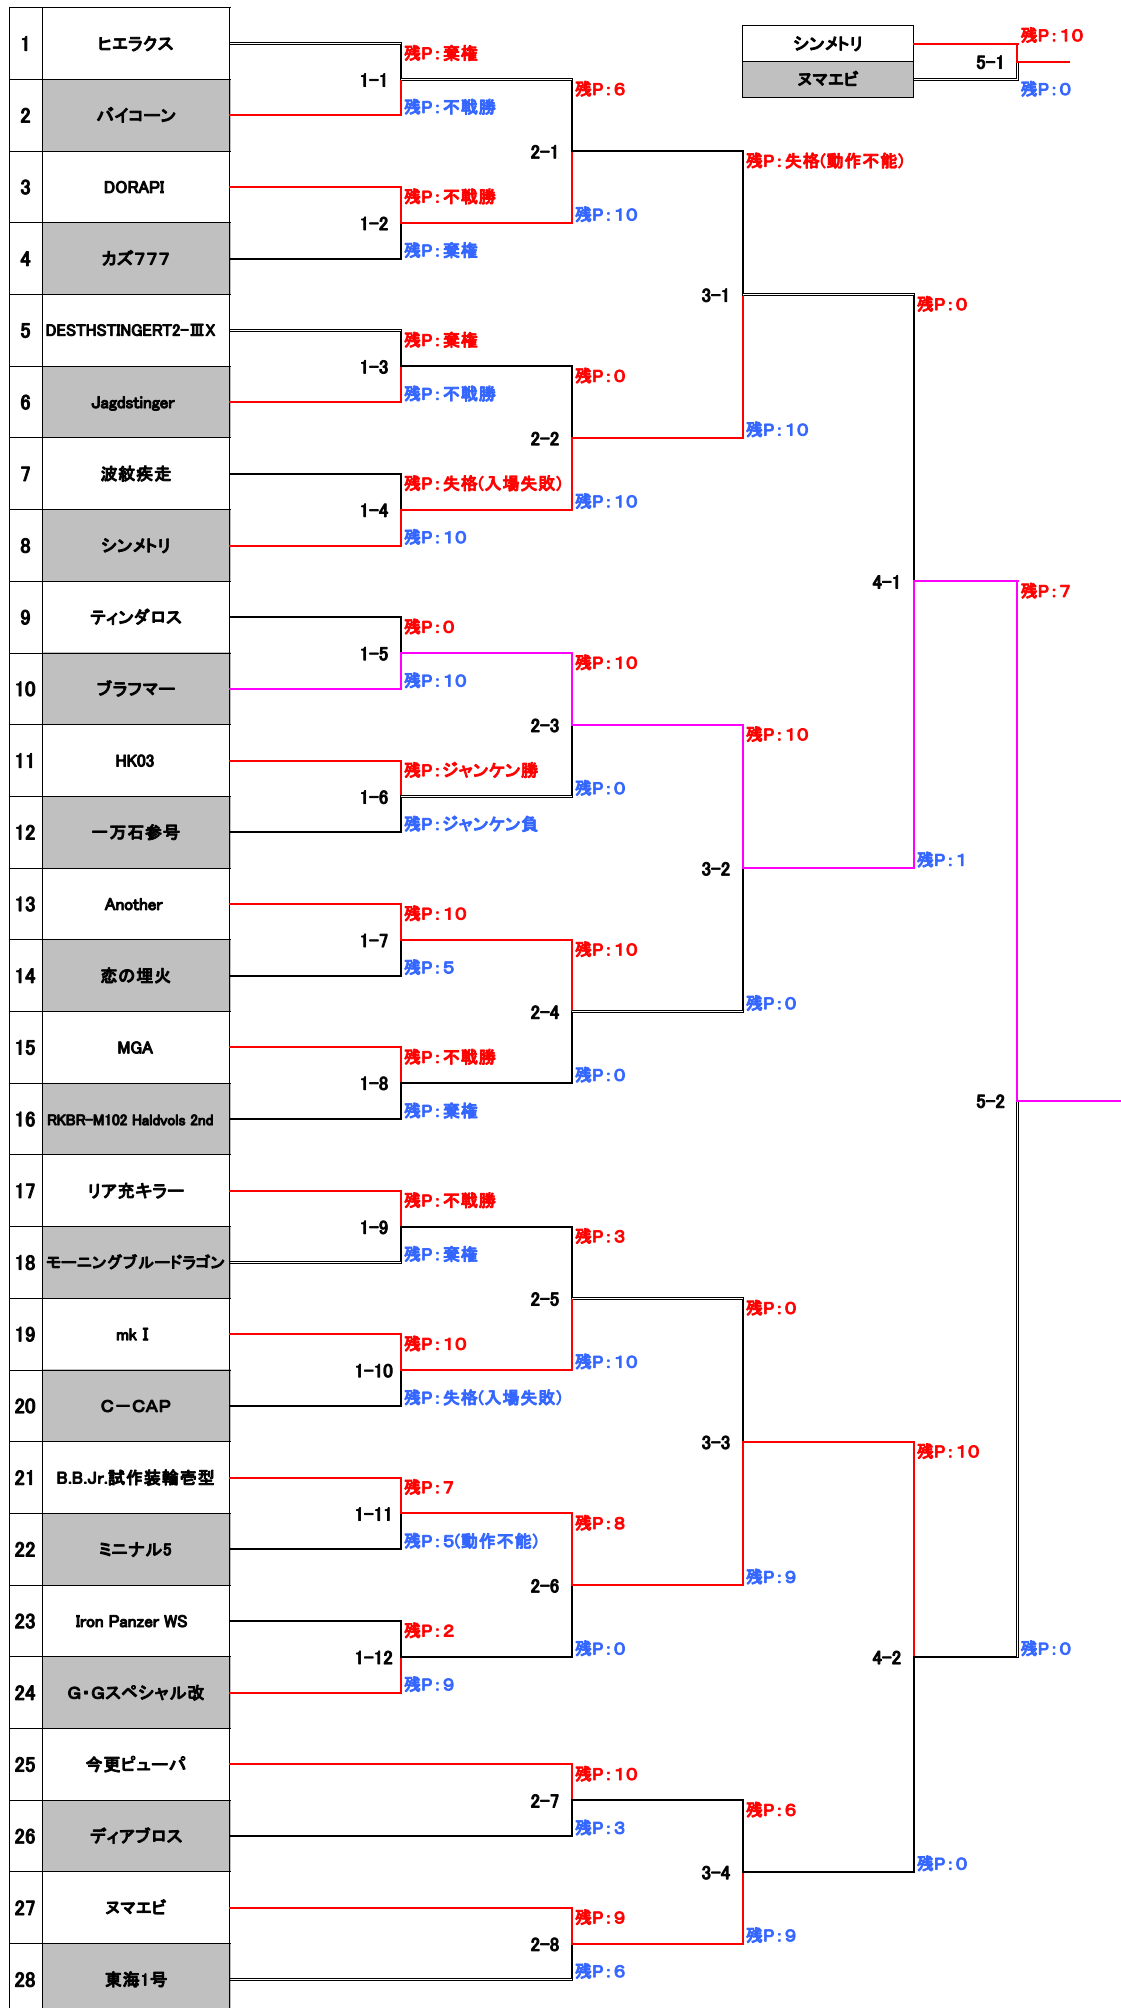 1 ヒエラクス
残P：棄権
1-1
2 バイコーン
残P：不戦勝
残P：6
2-1
3 DORAPI
残P：不戦勝
残P：10
1-2
4 カズ777
残P：棄権
残P：失格(動作不能)
3-1
5 DESTHSTINGERT2-ⅢX
残P：棄権
1-3
6 Jagdstinger
残P：不戦勝
残P：0
2-2
7 波紋疾走
残P：失格(入場失敗)
残P：10
1-4
8 シンメトリ
残P：10
残P：10
残P：0
4-1
9 ティンダロス
残P：0
1-5
10 ブラフマー
残P：10
残P：10
2-3
11 HK03
残P：ジャンケン勝
残P：0
1-6
12 一万石参号
残P：ジャンケン負
残P：10
3-2
13 Another
残P：10
1-7
14 恋の埋火
残P：5
残P：10
2-4
15 MGA
残P：不戦勝
残P：0
1-8
16 RKBR-M102 Haldvols 2nd
残P：棄権
残P：0
残P：1
残P：7
5-2
17 リア充キラー
残P：不戦勝
1-9
18 モーニングブルードラゴン
残P：棄権
残P：3
2-5
19 mk Ⅰ
残P：10
残P：10
1-10
20 C－CAP
残P：失格(入場失敗)
残P：0
3-3
21 B.B.Jr.試作装輪壱型
残P：7
1-11
22 ミニナル5
残P：5(動作不能)
残P：8
2-6
23 Iron Panzer WS
残P：2
残P：0
1-12
24 G・Gスペシャル改
残P：9
残P：9
残P：10
4-2
25 今更ピューパ
残P：10
2-7
26 ディアブロス
残P：3
残P：6
3-4
27 ヌマエビ
残P：9
残P：9
2-8
28 東海1号
残P：6
残P：0
残P：0
シンメトリ
残P：10
5-1
ヌマエビ
残P：0